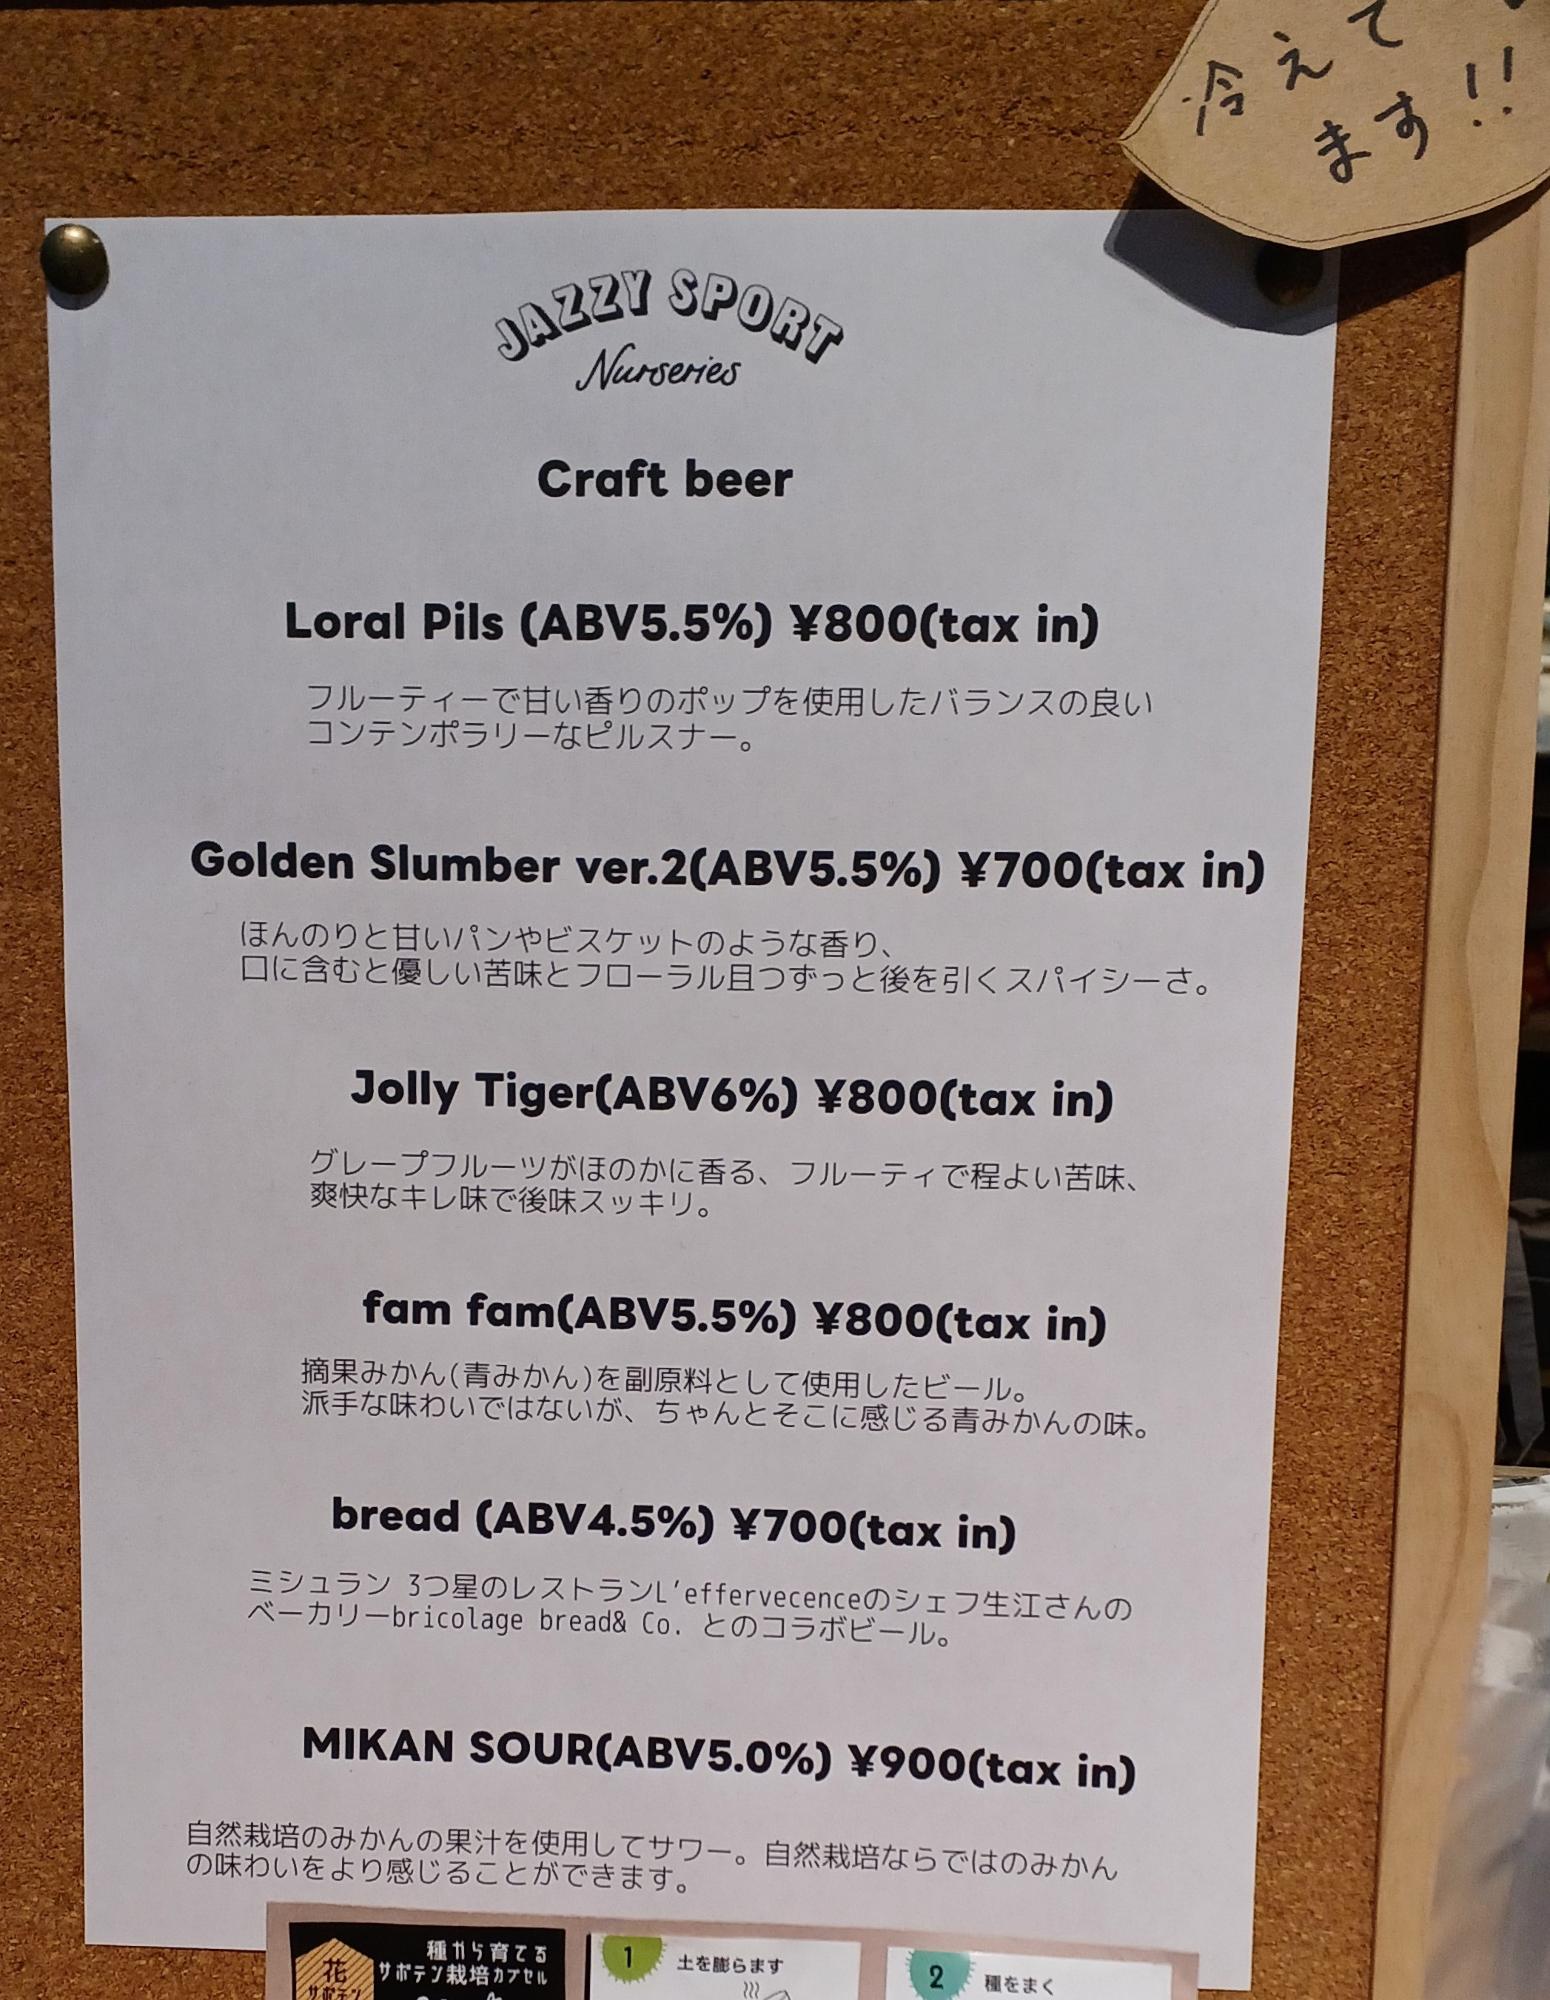 冷えて
ます!!
JAZZY SPORT
Nurseries
Craft beer
Loral Pils (ABV5.5%) ¥800(tax in)
フルーティーで甘い香りのポップを使用したバランスの良い
コンテンポラリーなピルスナー。
Golden Slumber ver.2(ABV5.5%) ¥700(tax in)
ほんのりと甘いパンやビスケットのような香り、
口に含むと優しい苦味とフローラル且つずっと後を引くスパイシーさ。
Jolly Tiger(ABV6%) ¥800(tax in)
グレープフルーツがほのかに香る、フルーティで程よい苦味、
爽快なキレ味で後味スッキリ。
fam fam(ABV5.5%) ¥800(tax in)
摘果みかん(青みかん)を副原料として使用したビール。
派手な味わいではないが、ちゃんとそこに感じる青みかんの味。
bread (ABV4.5%) ¥700(tax in)
ミシュラン 3つ星のレストランL'effervecenceのシェフ生江さんの
ベーカリーbricolage bread& Co. とのコラボビール。
MIKAN SOUR(ABV5.0%) ¥900(tax in)
自然栽培のみかんの果汁を使用してサワー。自然栽培ならではのみかん
の味わいをより感じることができます。
種から育てる
サボテン栽培カプセル
花
サボテン
1 土を膨らます
2 種をまく